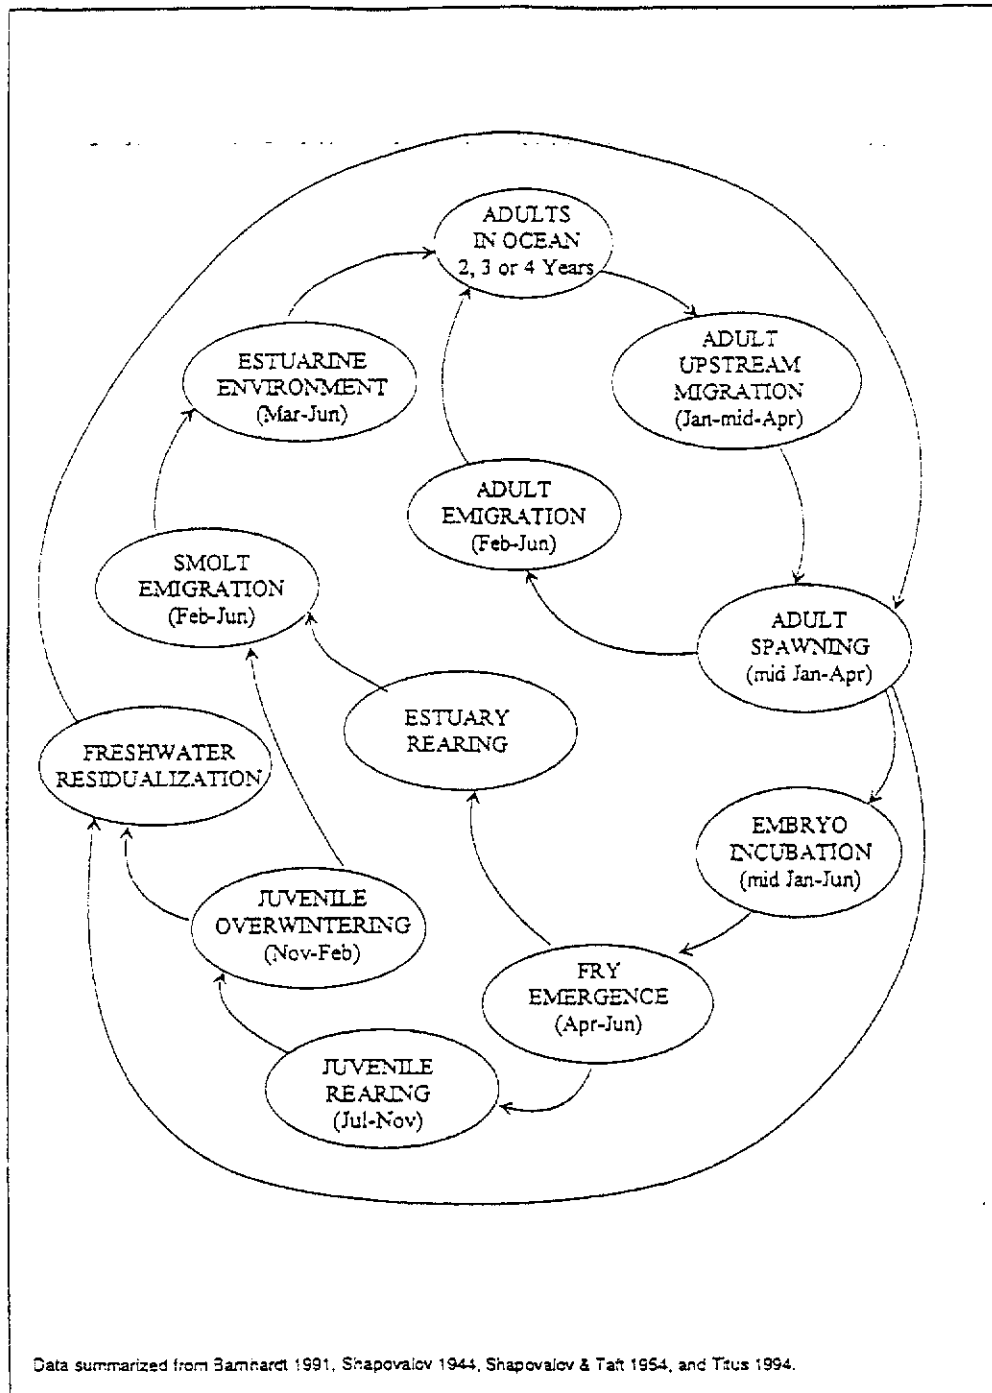 ADULTS
IN OCEAN
2, 3 or 4 Years
ADULT
UPSTREAM
MIGRATION
(Jan-mid-Apr)
ESTUARINE
ENVIRONMENT
(Mar-Jun)
ADULT
EMIGRATION
(Feb-Jun)
SMOLT
EMIGRATION
(Feb-Jun)
ADULT
SPAWNING
(mid Jan-Apr)
ESTUARY
REARING
FRESHWATER
RESIDUALIZATION
EMBRYO
INCUBATION
(mid Jan-Jun)
JUVENILE
OVERWINTERING
(Nov-Feb)
FRY
EMERGENCE
(Apr-Jun)
JUVENILE
REARING
(Jul-Nov)
Data summarized from Barnhardt 1991, Shapovalov 1944, Shapovalov & Taft 1954, and Titus 1994.